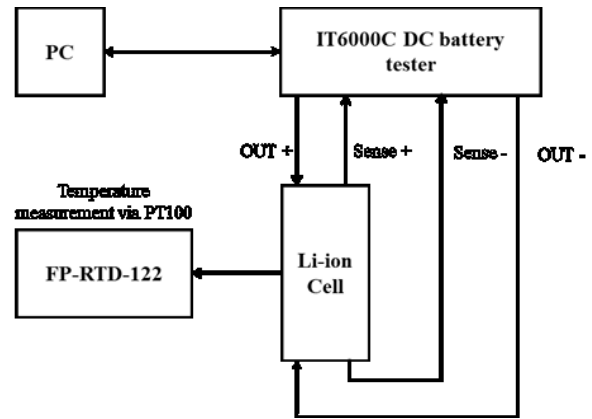 PC
IT6000C DC battery
tester
OUT +
Sense +
Sense -
OUT -
Temperature
measurement via PT100
FP-RTD-122
Li-ion
Cell